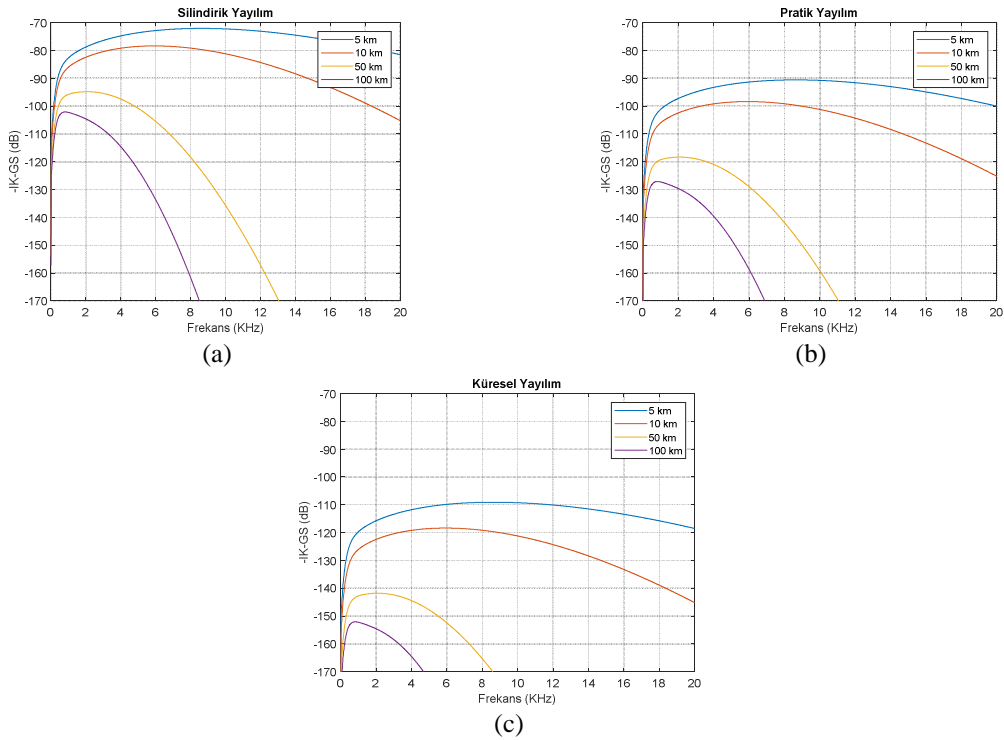 Silindirik Yayılım
-70
-80
-90
-100
-110
-120
-130
-140
-150
-160
-170
-IK-GS (dB)
5 km
10 km
50 km
100 km
0 2 4 6 8 10 12 14 16 18 20
Frekans (KHz)
(a)
Pratik Yayılım
-70
-80
-90
-100
-110
-120
-130
-140
-150
-160
-170
-IK-GS (dB)
5 km
10 km
50 km
100 km
0 2 4 6 8 10 12 14 16 18 20
Frekans (KHz)
(b)
Küresel Yayılım
-70
-80
-90
-100
-110
-120
-130
-140
-150
-160
-170
-IK-GS (dB)
5 km
10 km
50 km
100 km
0 2 4 6 8 10 12 14 16 18 20
Frekans (KHz)
(c)